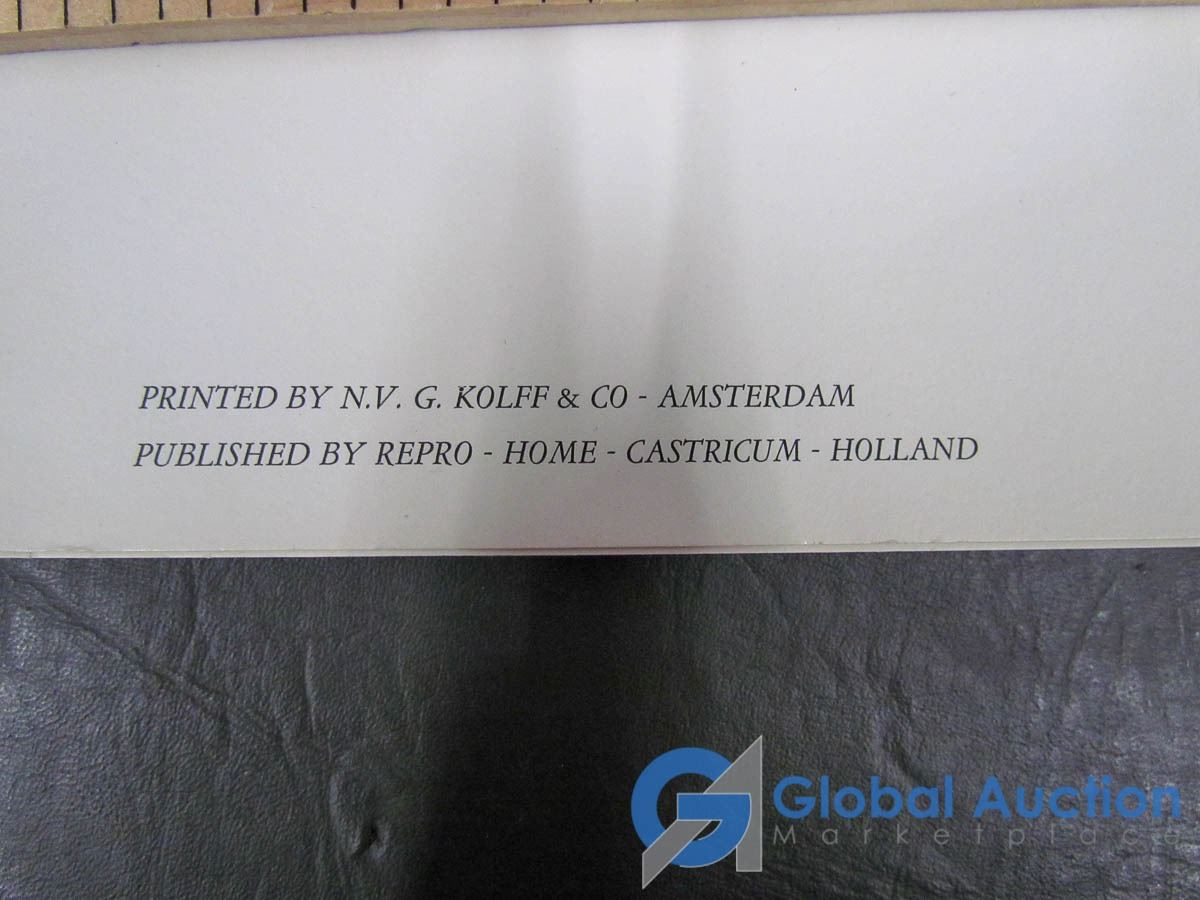 PRINTED BY N.V. G. KOLFF & CO - AMSTERDAM
PUBLISHED BY REPRO - HOME - CASTRICUM - HOLLAND
Global Auction
Marketplace